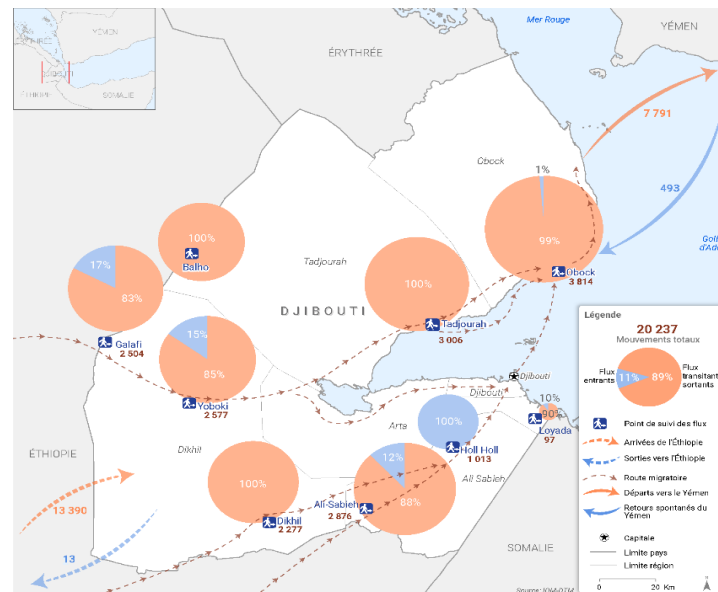 Mer Rouge
YÉMEN
ÉRYTHRÉE
YÉMEN
DJIBOUTI
ÉTHIOPIE
SOMALIE
7 791
493
Obock
1%
99%
Obock
3 814
100%
Balho
17%
83%
Galafi
2 504
Tadjourah
100%
Tadjourah
3 006
DJIBOUTI
15%
85%
Yoboki
2 577
Djibouti
Djibouti
10%
90%
Loyada
97
Arta
100%
Holl Holl
1 013
Ali Sabieh
Dikhil
100%
Dikhil
2 277
12%
88%
Ali-Sabieh
2 876
ÉTHIOPIE
13 390
13
SOMALIE
Source: IOM-DTM
Légende
20 237
Mouvements totaux
Flux entrants
11%
89%
Flux transitant sortants
Point de suivi des flux
Arrivées de l'Éthiopie
Sorties vers l'Éthiopie
Route migratoire
Départs vers le Yémen
Retours spontanés du Yémen
Capitale
Limite pays
Limite région
0
20 Km